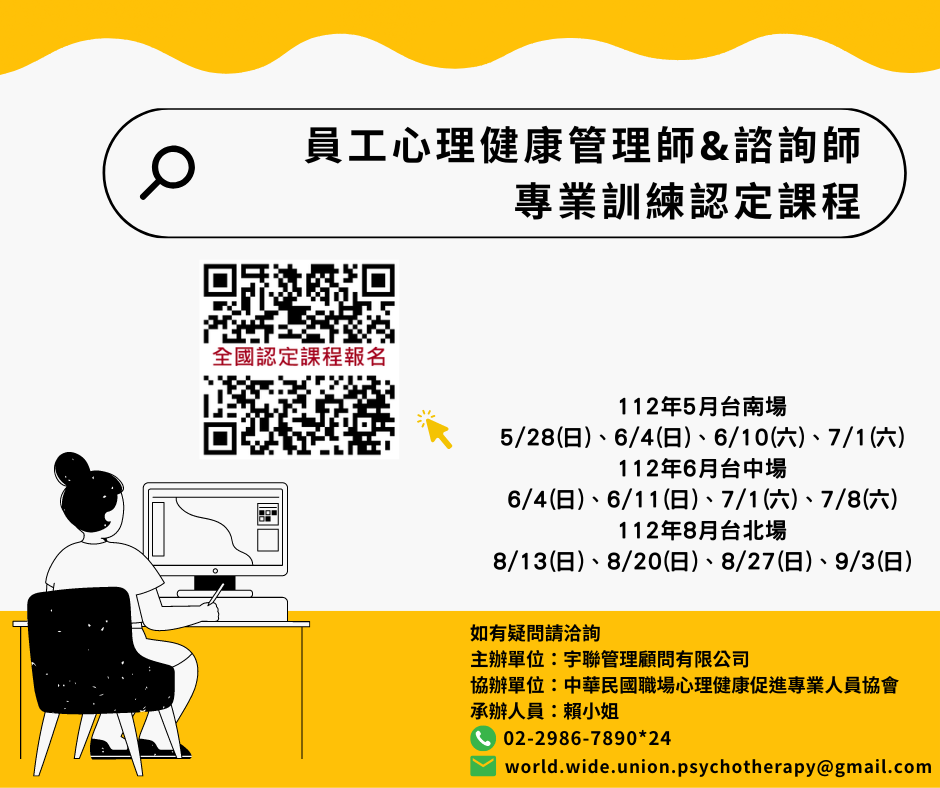 員工心理健康管理師&諮詢師
專業訓練認定課程
全國認定課程報名
112年5月台南場
5/28(日)、6/4(日)、6/10(六)、7/1(六)
112年6月台中場
6/4(日)、6/11(日)、7/1(六)、7/8(六)
112年8月台北場
8/13(日)、8/20(日)、8/27(日)、9/3(日)
如有疑問請洽詢
主辦單位：宇聯管理顧問有限公司
協辦單位：中華民國職場心理健康促進專業人員協會
承辦人員：賴小姐
02-2986-7890*24
world.wide.union.psychotherapy@gmail.com